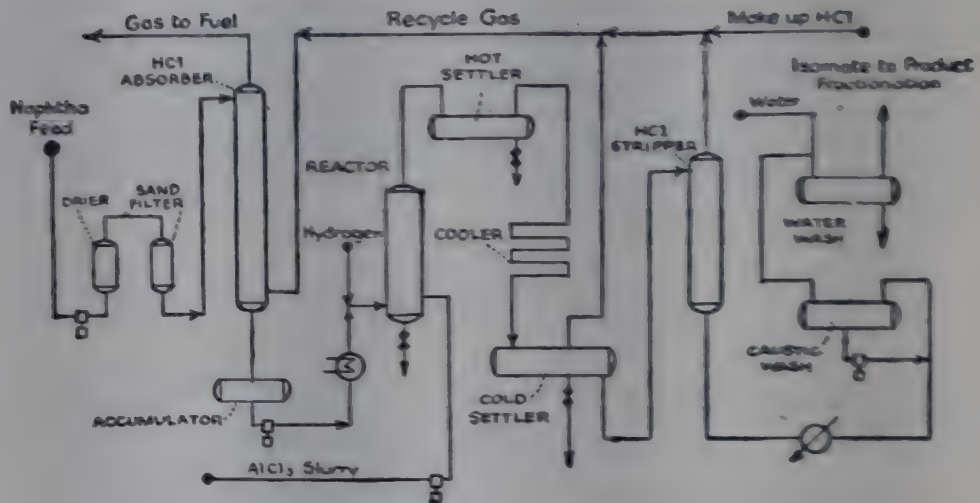 Gas to Fuel
Recycle Gas
Make up HCl
HCl
ABSORBER
HOT
SETTLER
Isomate to Product
Fractionation
Naphtha
Feed
Water
HCl
STRIPPER
REACTOR
SAND
FILTER
DRIER
Hydrogen
COOLER
WATER
WASH
CAUSTIC
WASH
COLD
SETTLER
ACCUMULATOR
AlCl₃ Slurry